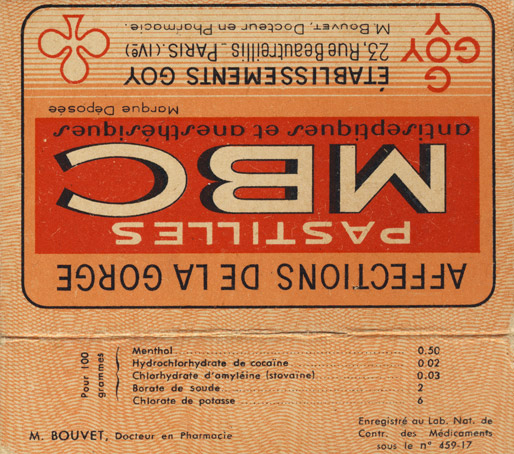 AFFECTIONS DE LA GORGE
PASTILLES
MBC
antiseptiques et anesthésiques
Marque Déposée
ÉTABLISSEMENTS GOY
23, Rue Beautreillis _ PARIS. (IVe)
M. Bouvet, Docteur en Pharmacie.
G
GOY
Y
Pour 100 grammes
Menthol 0.50
Hydrochlorhydrate de cocaïne 0.02
Chlorhydrate d'amyléine (stovaïne) 0.03
Borate de soude 2
Chlorate de potasse 6
M. BOUVET, Docteur en Pharmacie
Enregistré au Lab. Nat. de
Contr. des Médicaments
sous le n° 459-17